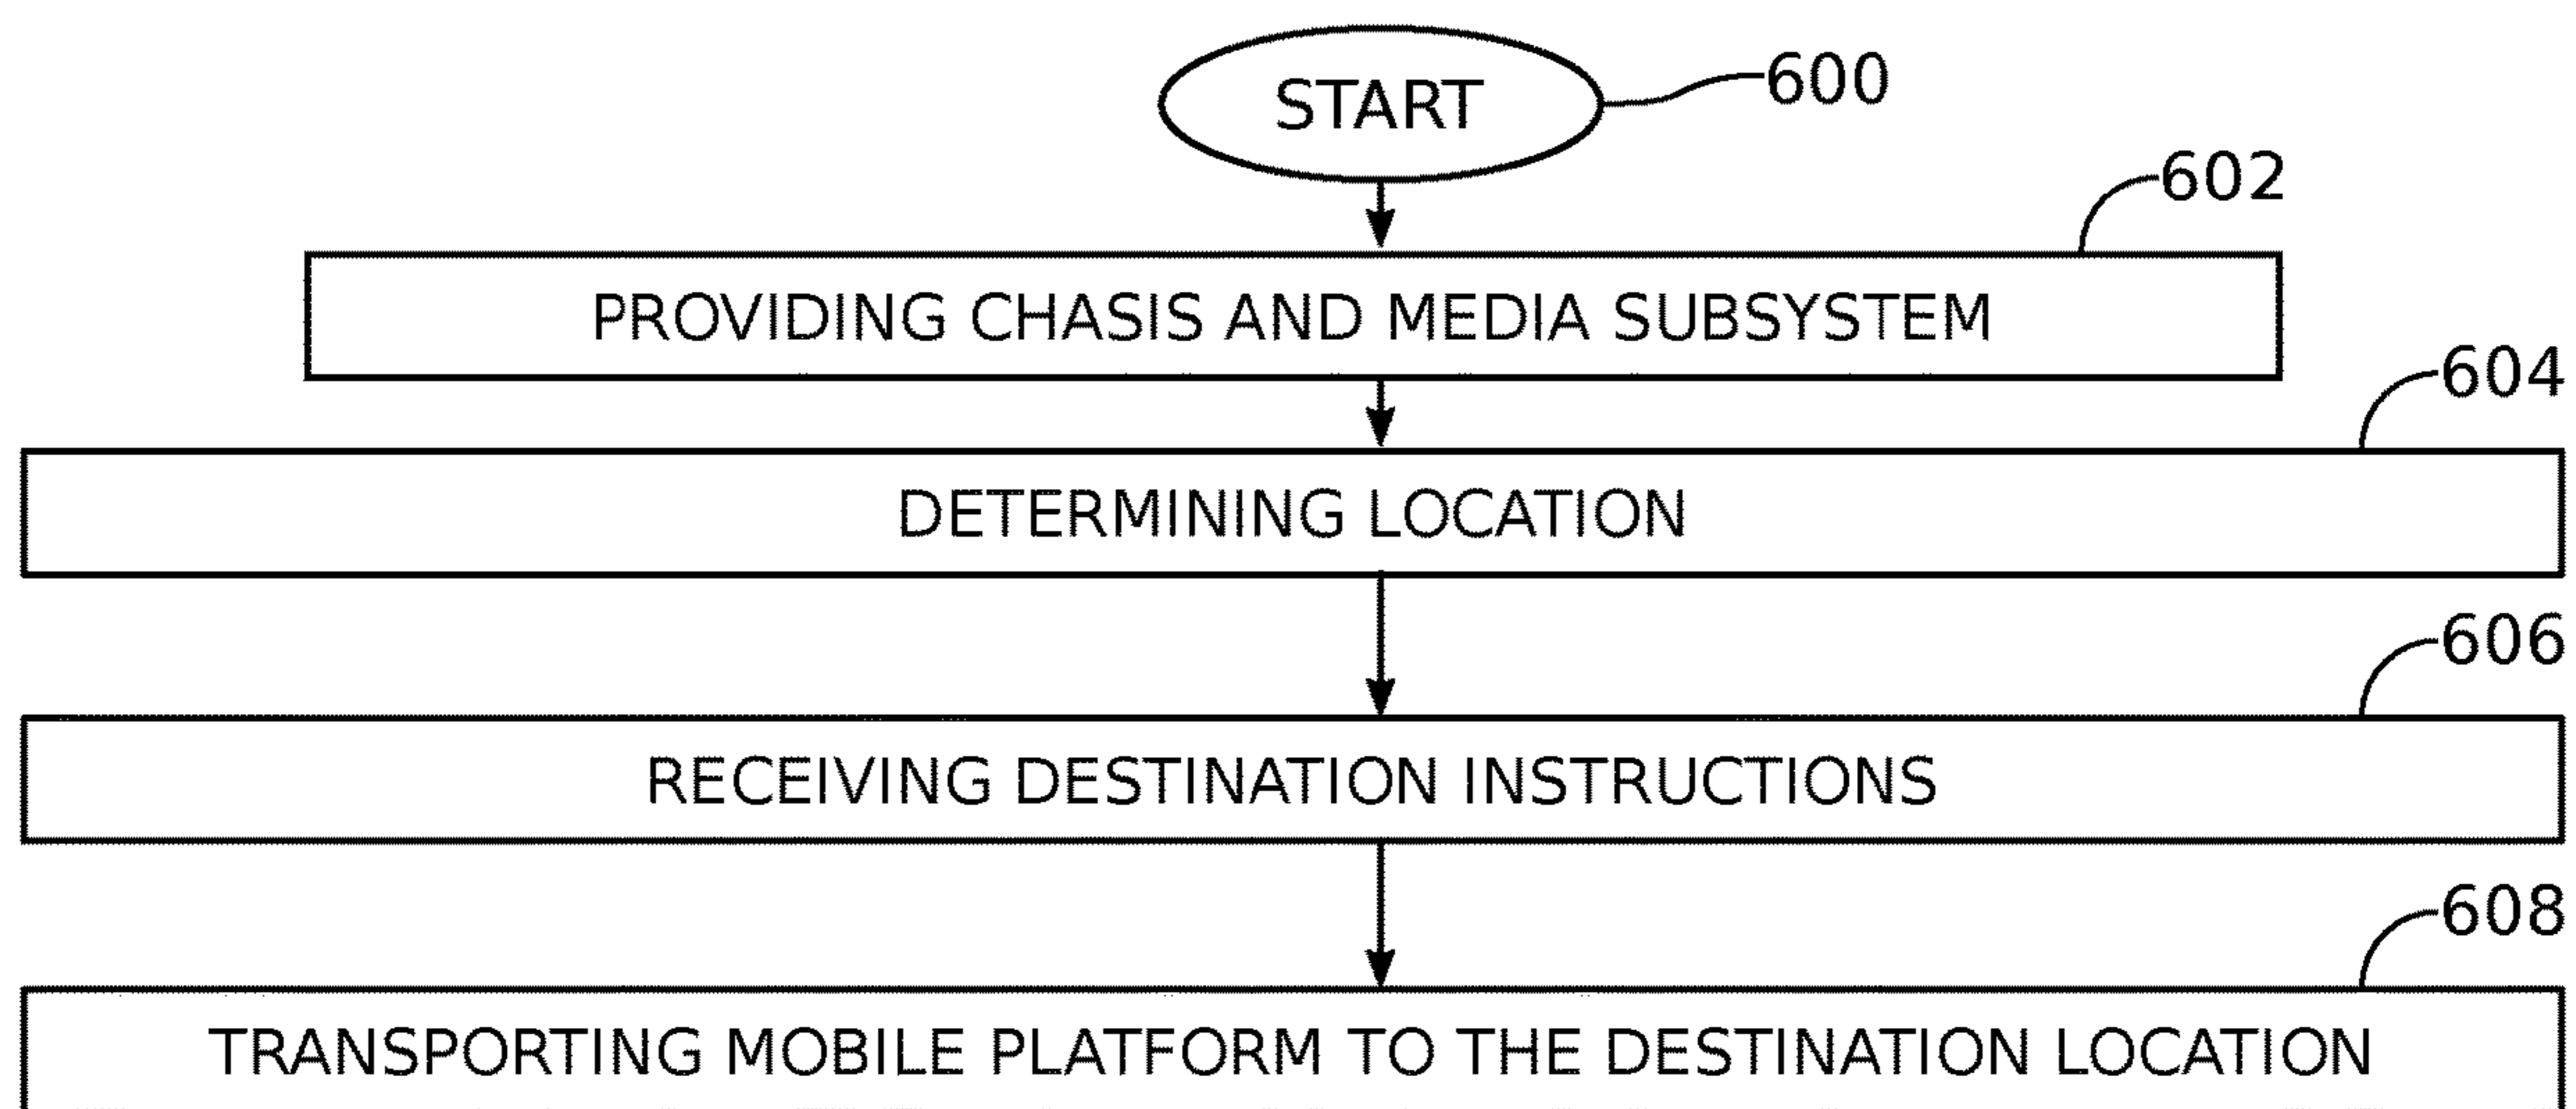 START
600
602
PROVIDING CHASIS AND MEDIA SUBSYSTEM
604
DETERMINING LOCATION
606
RECEIVING DESTINATION INSTRUCTIONS
608
TRANSPORTING MOBILE PLATFORM TO THE DESTINATION LOCATION